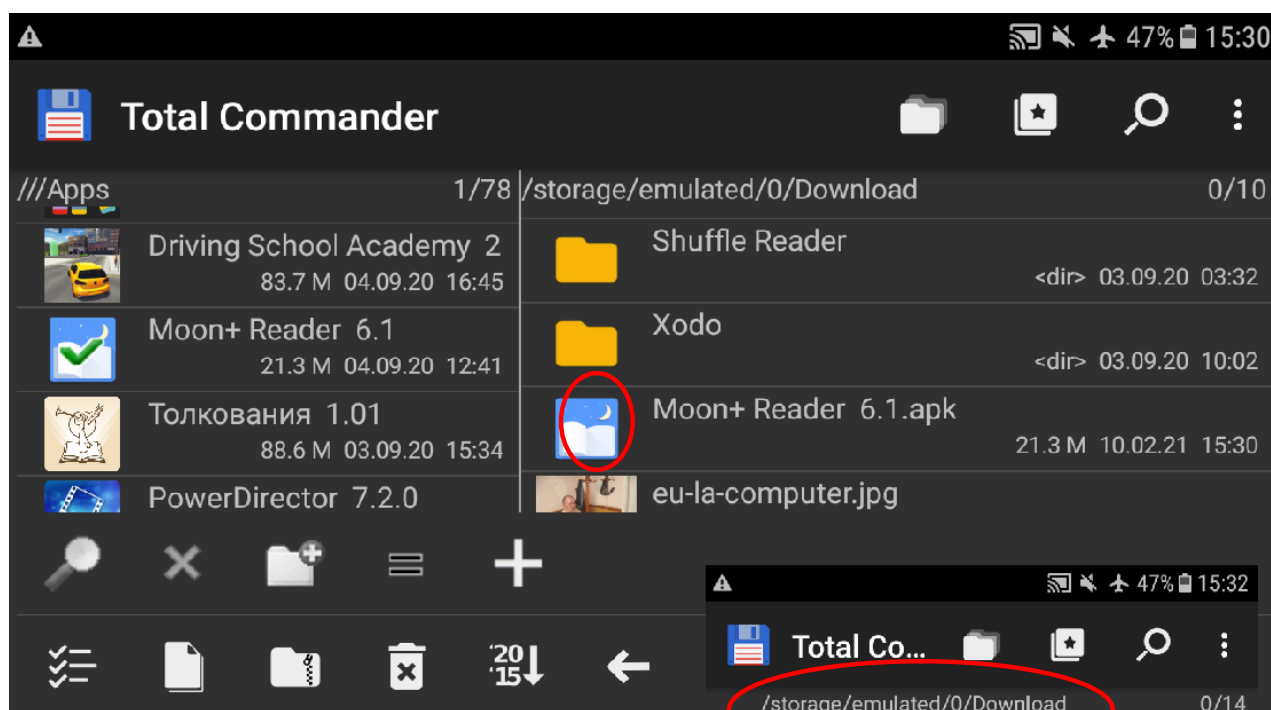 47% 15:30
Total Commander
///Apps 1/78 /storage/emulated/0/Download 0/10
Driving School Academy 2
83.7 M 04.09.20 16:45
Shuffle Reader
<dir> 03.09.20 03:32
Moon+ Reader 6.1
21.3 M 04.09.20 12:41
Xodo
<dir> 03.09.20 10:02
Толкования 1.01
88.6 M 03.09.20 15:34
Moon+ Reader 6.1.apk
21.3 M 10.02.21 15:30
PowerDirector 7.2.0
eu-la-computer.jpg
'20
'15
47% 15:32
Total Co...
/storage/emulated/0/Download 0/14